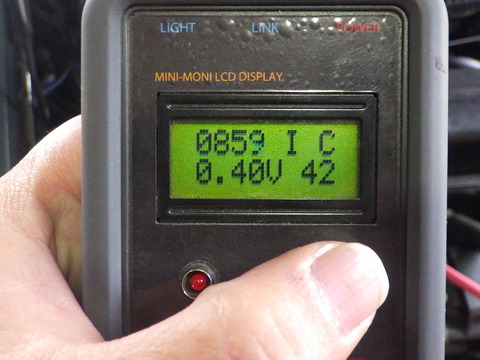 LIGHT LINK POWER
MINI-MONI LCD DISPLAY
0859 I C
0.40V 42